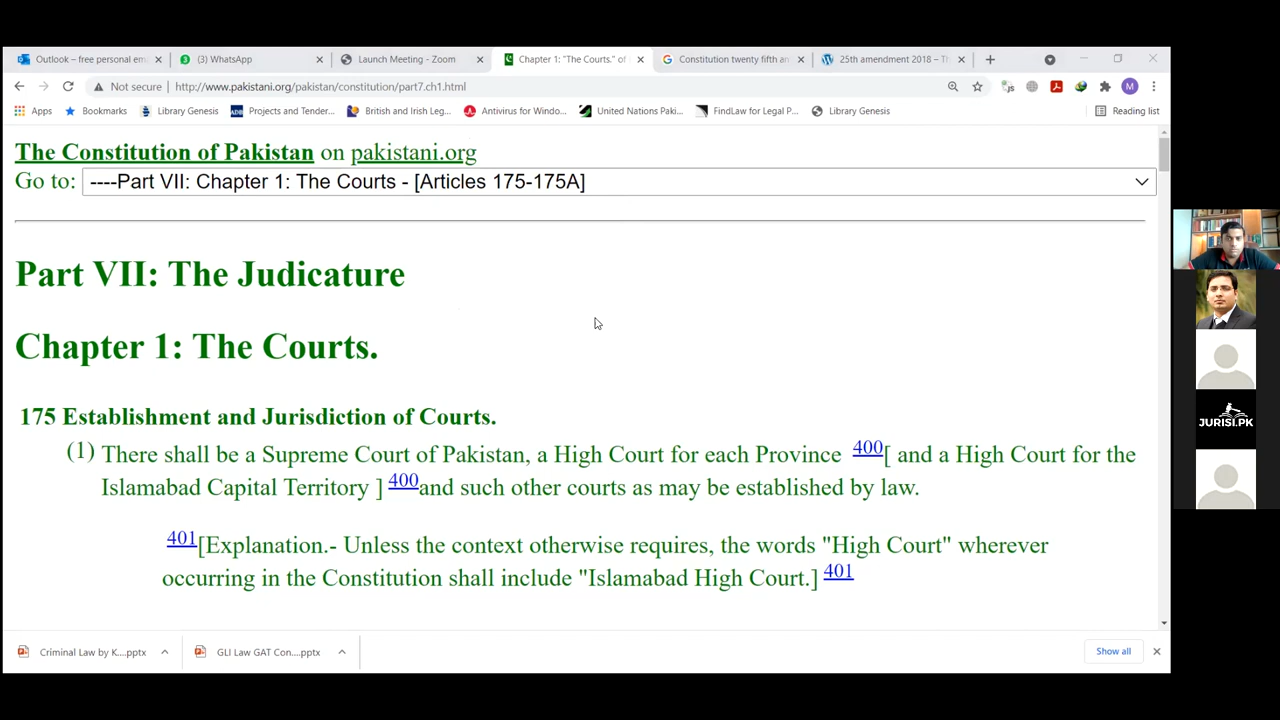 Outlook – free personal em
(3) WhatsApp
Launch Meeting - Zoom
Chapter 1: "The Courts." of
Constitution twenty fifth an
25th amendment 2018 – Th
Not secure | http://www.pakistani.org/pakistan/constitution/part7.ch1.html
M
Apps
Bookmarks
Library Genesis
ADB
Projects and Tender...
British and Irish Leg...
Antivirus for Windo...
United Nations Paki...
FindLaw for Legal P...
Library Genesis
Reading list
The Constitution of Pakistan on pakistani.org
Go to: ----Part VII: Chapter 1: The Courts - [Articles 175-175A]
Part VII: The Judicature
Chapter 1: The Courts.
175 Establishment and Jurisdiction of Courts.
(1) There shall be a Supreme Court of Pakistan, a High Court for each Province 400[ and a High Court for the
Islamabad Capital Territory ] 400and such other courts as may be established by law.
401[Explanation.- Unless the context otherwise requires, the words "High Court" wherever
occurring in the Constitution shall include "Islamabad High Court.] 401
JURISI.PK
Criminal Law by K....pptx
GLI Law GAT Con....pptx
Show all